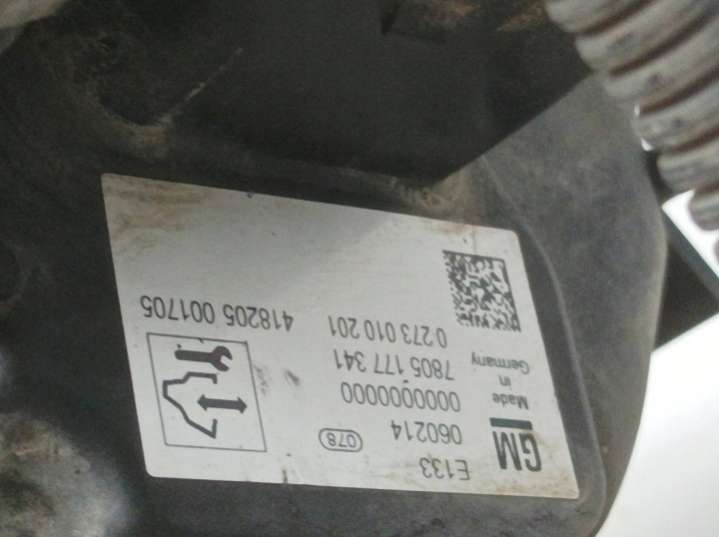 GM
Made
in
Germany
E133
060214 078
000000000
7805 177 341
0 273 010 201
418205 001705